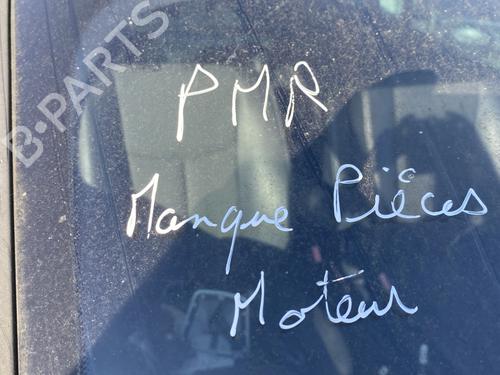 B-PARTS
PMR
Manque Pièces
Moteur